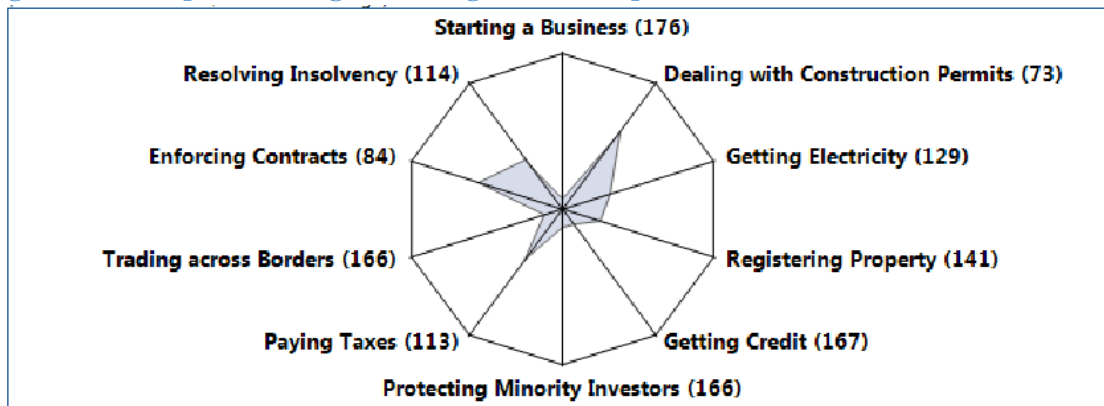 Starting a Business (176)
Resolving Insolvency (114)
Dealing with Construction Permits (73)
Enforcing Contracts (84)
Getting Electricity (129)
Trading across Borders (166)
Registering Property (141)
Paying Taxes (113)
Getting Credit (167)
Protecting Minority Investors (166)